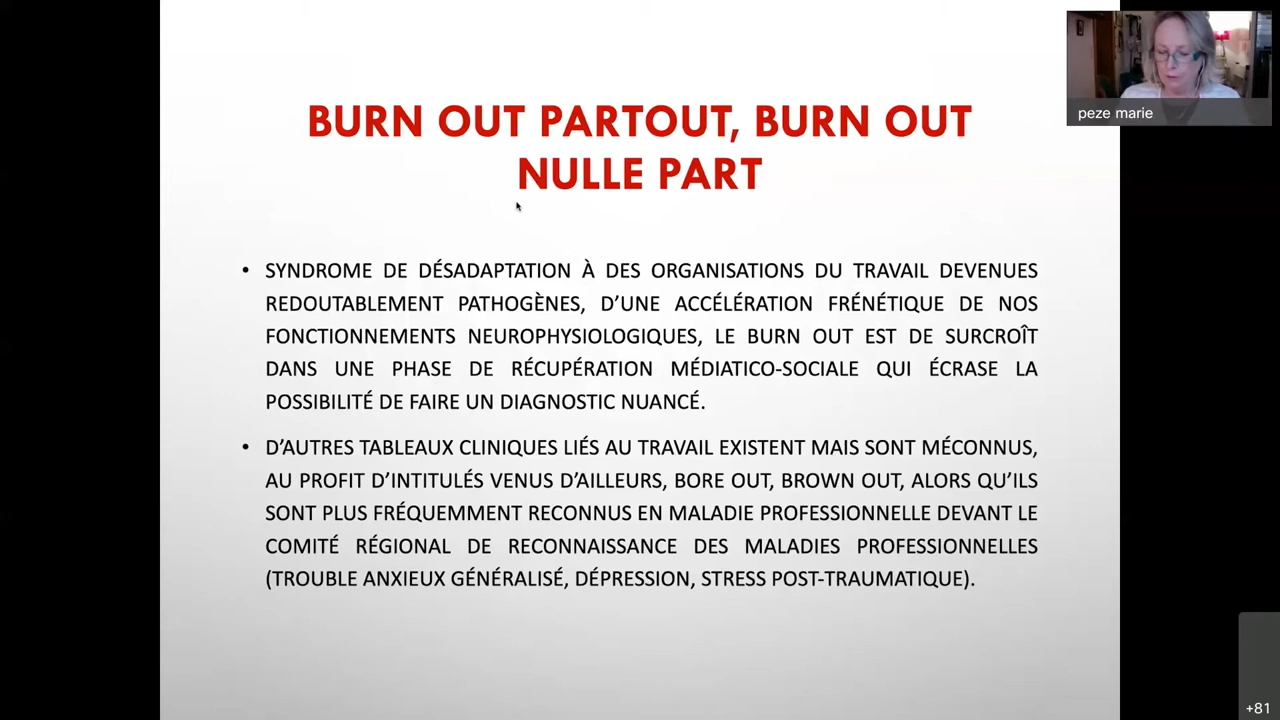 BURN OUT PARTOUT, BURN OUT
NULLE PART
peze marie
• SYNDROME DE DÉSADAPTATION À DES ORGANISATIONS DU TRAVAIL DEVENUES
REDOUTABLEMENT PATHOGÈNES, D’UNE ACCÉLÉRATION FRÉNÉTIQUE DE NOS
FONCTIONNEMENTS NEUROPHYSIOLOGIQUES, LE BURN OUT EST DE SURCROÎT
DANS UNE PHASE DE RÉCUPÉRATION MÉDIATICO-SOCIALE QUI ÉCRASE LA
POSSIBILITÉ DE FAIRE UN DIAGNOSTIC NUANCÉ.
• D’AUTRES TABLEAUX CLINIQUES LIÉS AU TRAVAIL EXISTENT MAIS SONT MÉCONNUS,
AU PROFIT D’INTITULÉS VENUS D’AILLEURS, BORE OUT, BROWN OUT, ALORS QU’ILS
SONT PLUS FRÉQUEMMENT RECONNUS EN MALADIE PROFESSIONNELLE DEVANT LE
COMITÉ RÉGIONAL DE RECONNAISSANCE DES MALADIES PROFESSIONNELLES
(TROUBLE ANXIEUX GÉNÉRALISÉ, DÉPRESSION, STRESS POST-TRAUMATIQUE).
+81